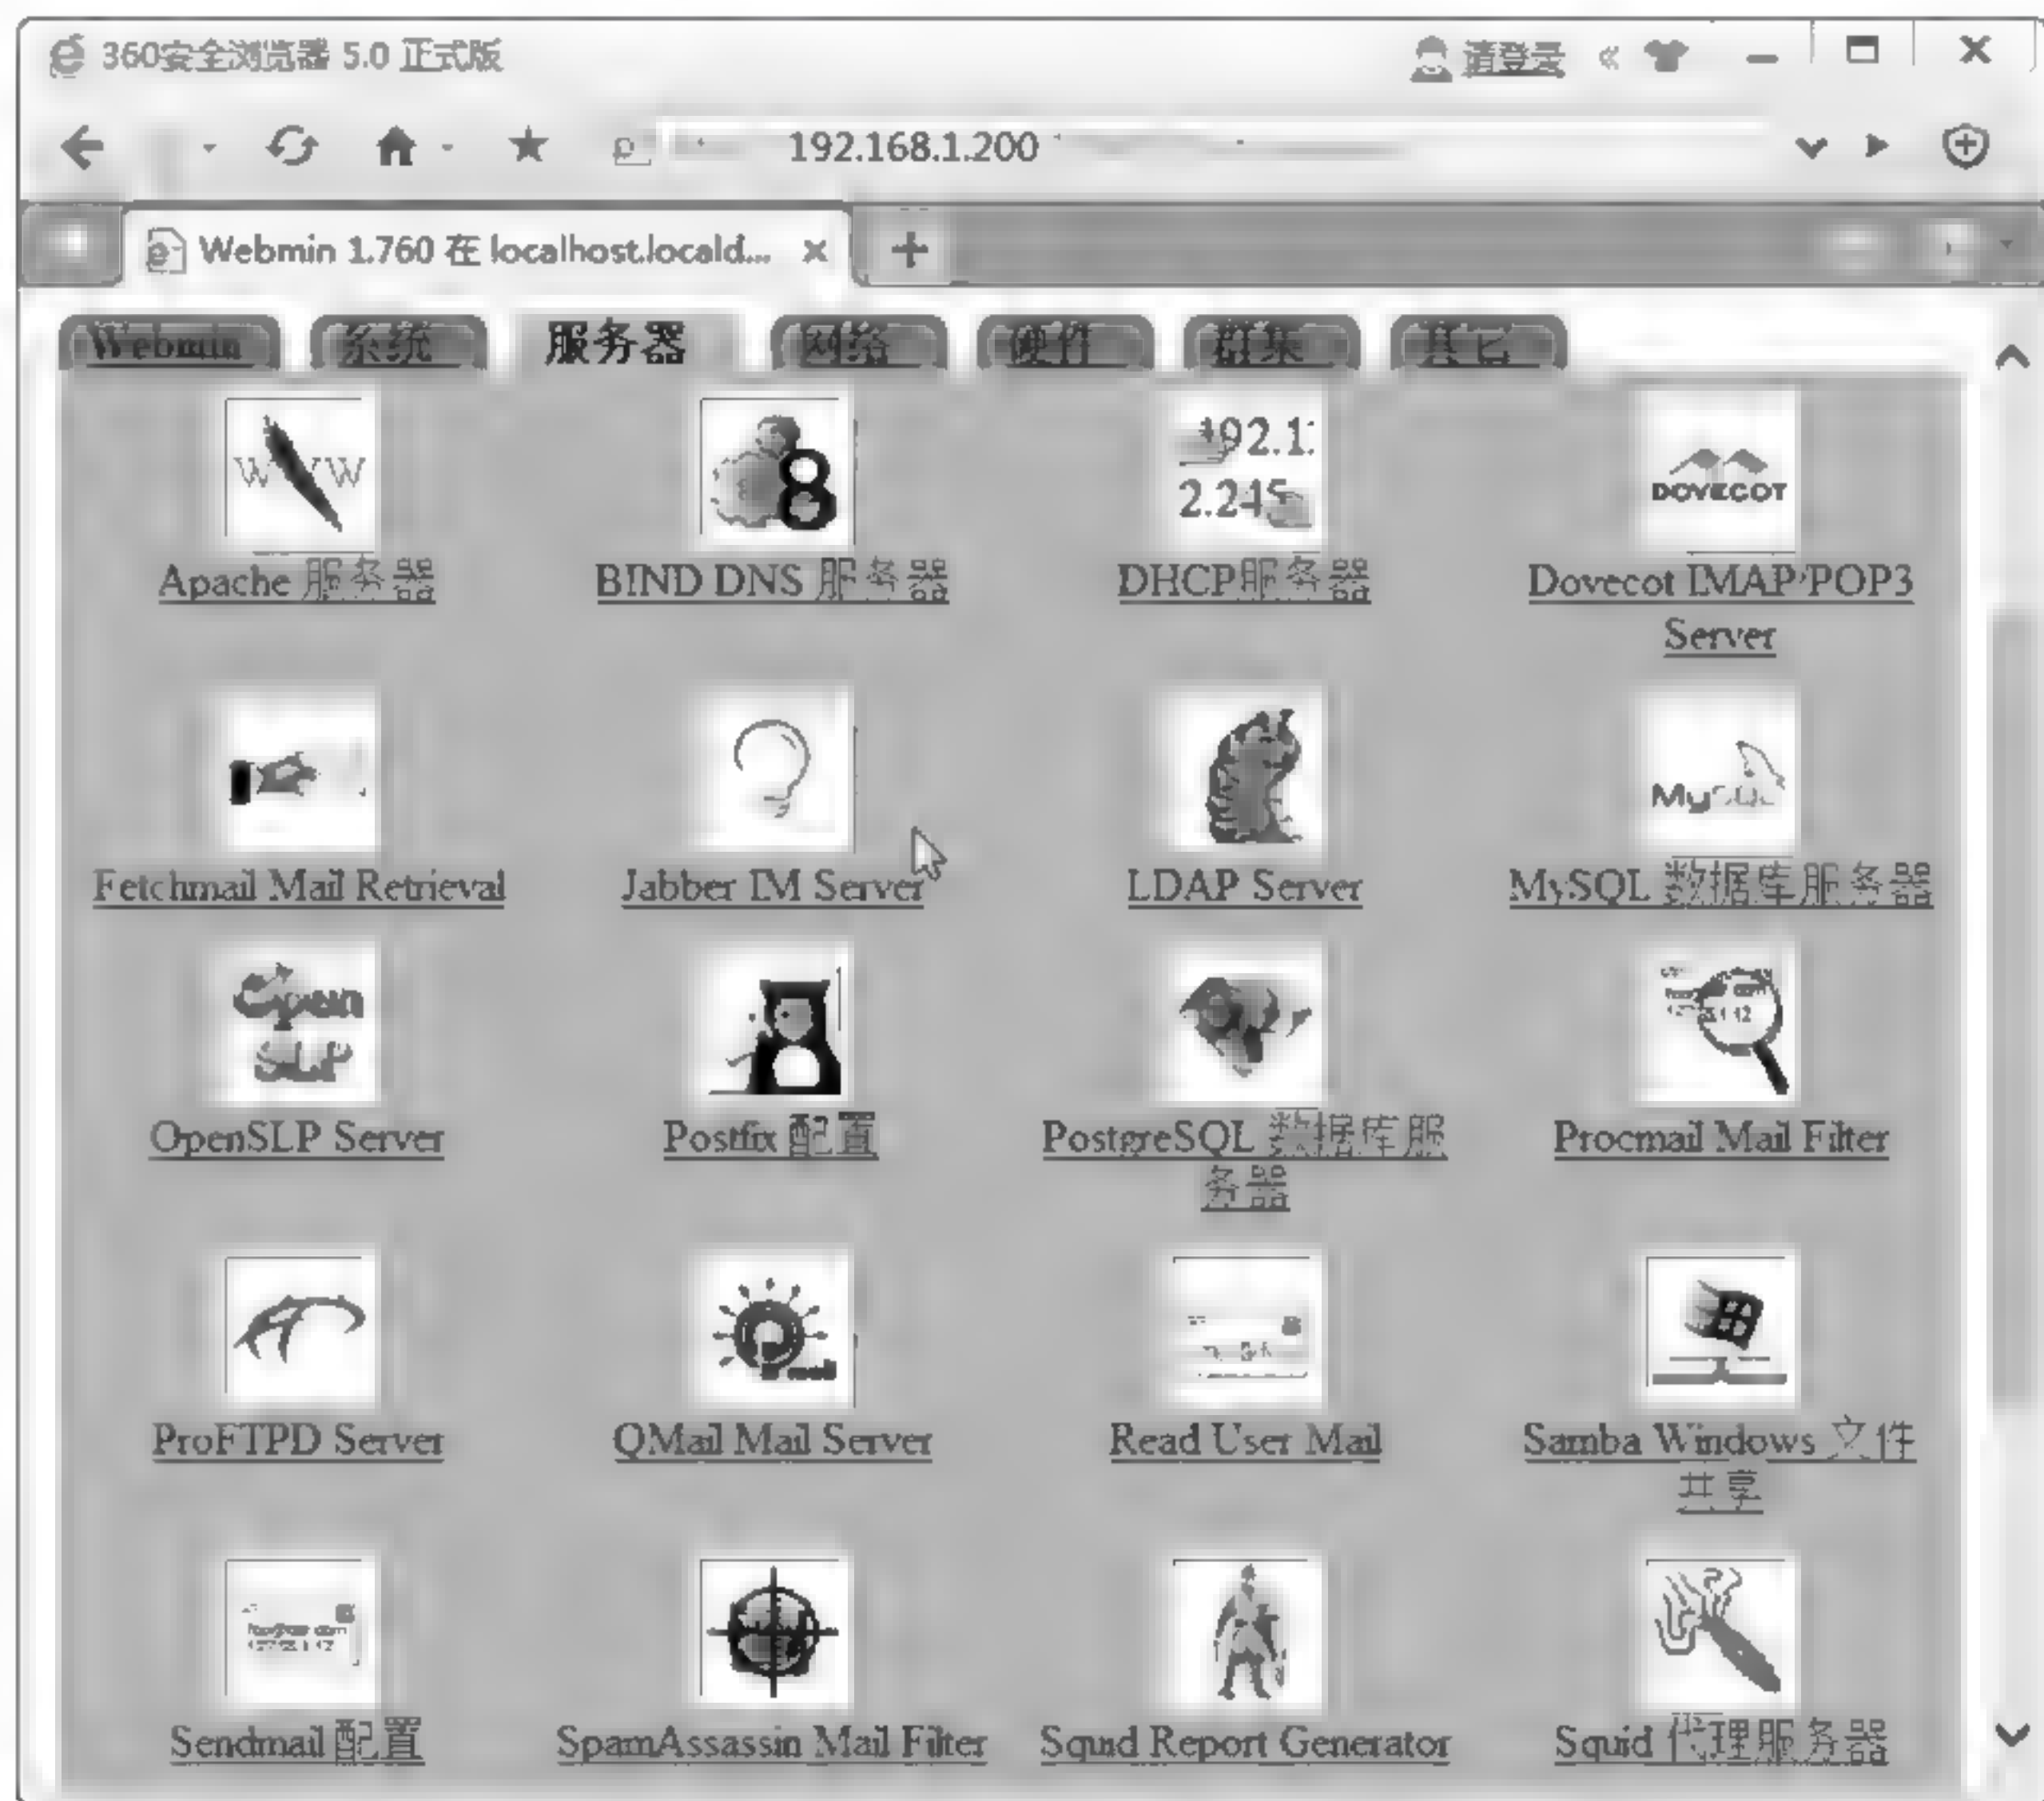 360安全浏览器 5.0 正式版 请登录
192.168.1.200
Webmin 1.760 在 localhost.locald...
Webmin 系统 服务器 网络 硬件 群集 其它
WWW 8 192.1 DOVECOT
2.245
Apache 服务器 BIND DNS 服务器 DHCP服务器 Dovecot IMAP/POP3
Server
MySQL
Fetchmail Mail Retrieval Jabber IM Server LDAP Server MySQL 数据库服务器
Open
SLP
OpenSLP Server Postfix 配置 PostgreSQL 数据库服 Procmail Mail Filter
务器
ProFTPD Server QMail Mail Server Read User Mail Samba Windows 文件
共享
Sendmail 配置 SpamAssassin Mail Filter Squid Report Generator Squid 代理服务器